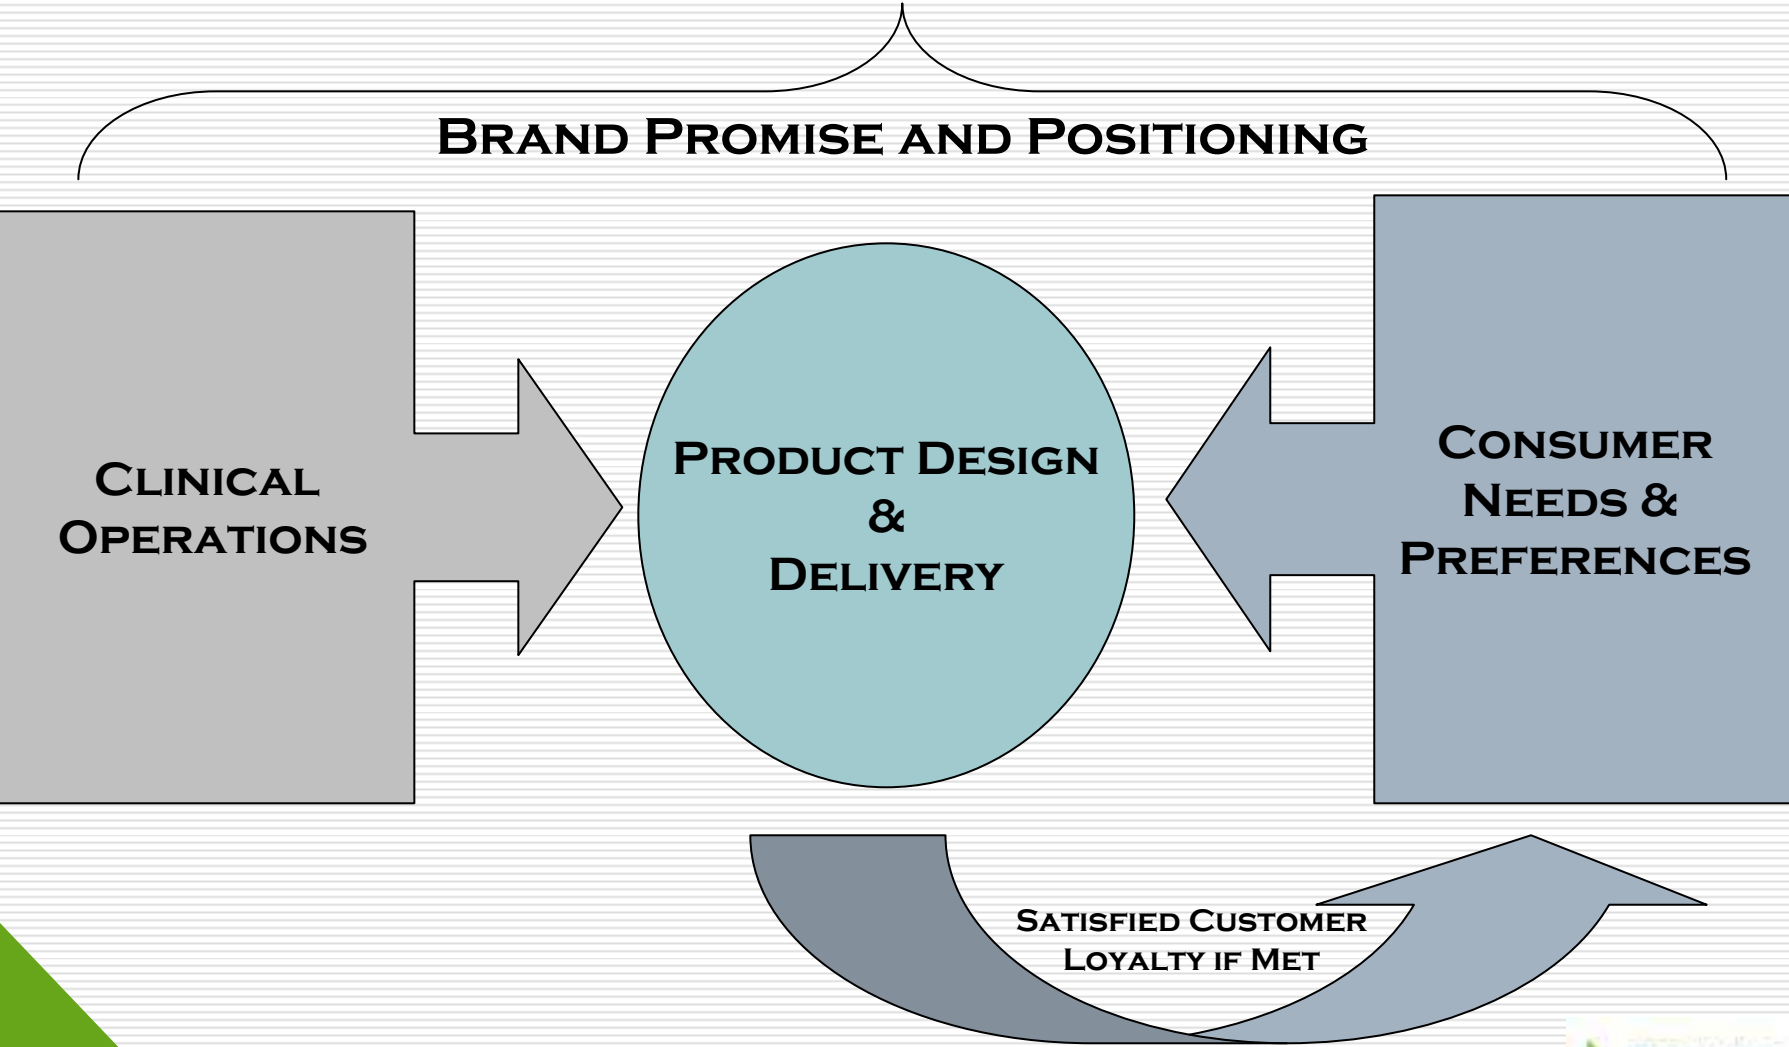 Brand Promise and Positioning
Clinical
Operations
Product Design
&
Delivery
Consumer
Needs &
Preferences
Satisfied Customer
Loyalty if Met